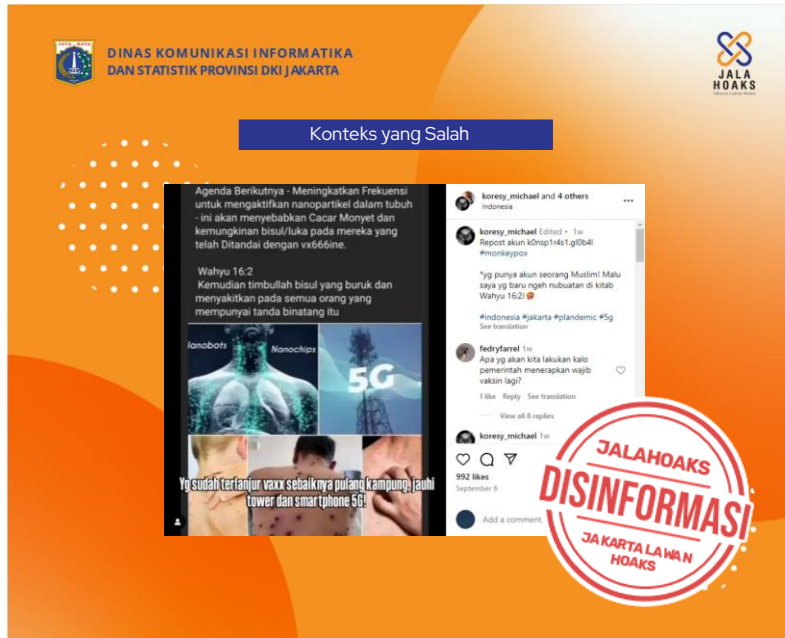 DINAS KOMUNIKASI INFORMATIKA
DAN STATISTIK PROVINSI DKI JAKARTA
JAYA RAYA
JALA
HOAKS
Konteks yang Salah
Agenda Berikutnya - Meningkatkan Frekuensi
untuk mengaktifkan nanopartikel dalam tubuh
- ini akan menyebabkan Cacar Monyet dan
kemungkinan bisul/luka pada mereka yang
telah Ditandai dengan vx666ine.
Wahyu 16:2
Kemudian timbullah bisul yang buruk dan
menyakitkan pada semua orang yang
mempunyai tanda binatang itu
lanobots
Nanochips
5G
Yg sudah terlanjur vaxx sebaiknya pulang kampung, jauhi
tower dan smartphone 5G!
koresy_michael and 4 others
Indonesia
koresy_michael Edited • 1w
Repost akun k0nsp1r4s1.gl0b4l
#monkeypox
*yg punya akun seorang Muslim! Malu
saya yg baru ngeh nubuatan di kitab
Wahyu 16:2!
#indonesia #jakarta #plandemic #5g
See translation
fedryfarrel 1w
Apa yg akan kita lakukan kalo
pemerintah menerapkan wajib
vaksin lagi?
1 like Reply See translation
View all 8 replies
koresy_michael 1w
992 likes
September 6
Add a comment.
JALAHOAKS
DISINFORMASI
JAKARTA LAWAN
HOAKS